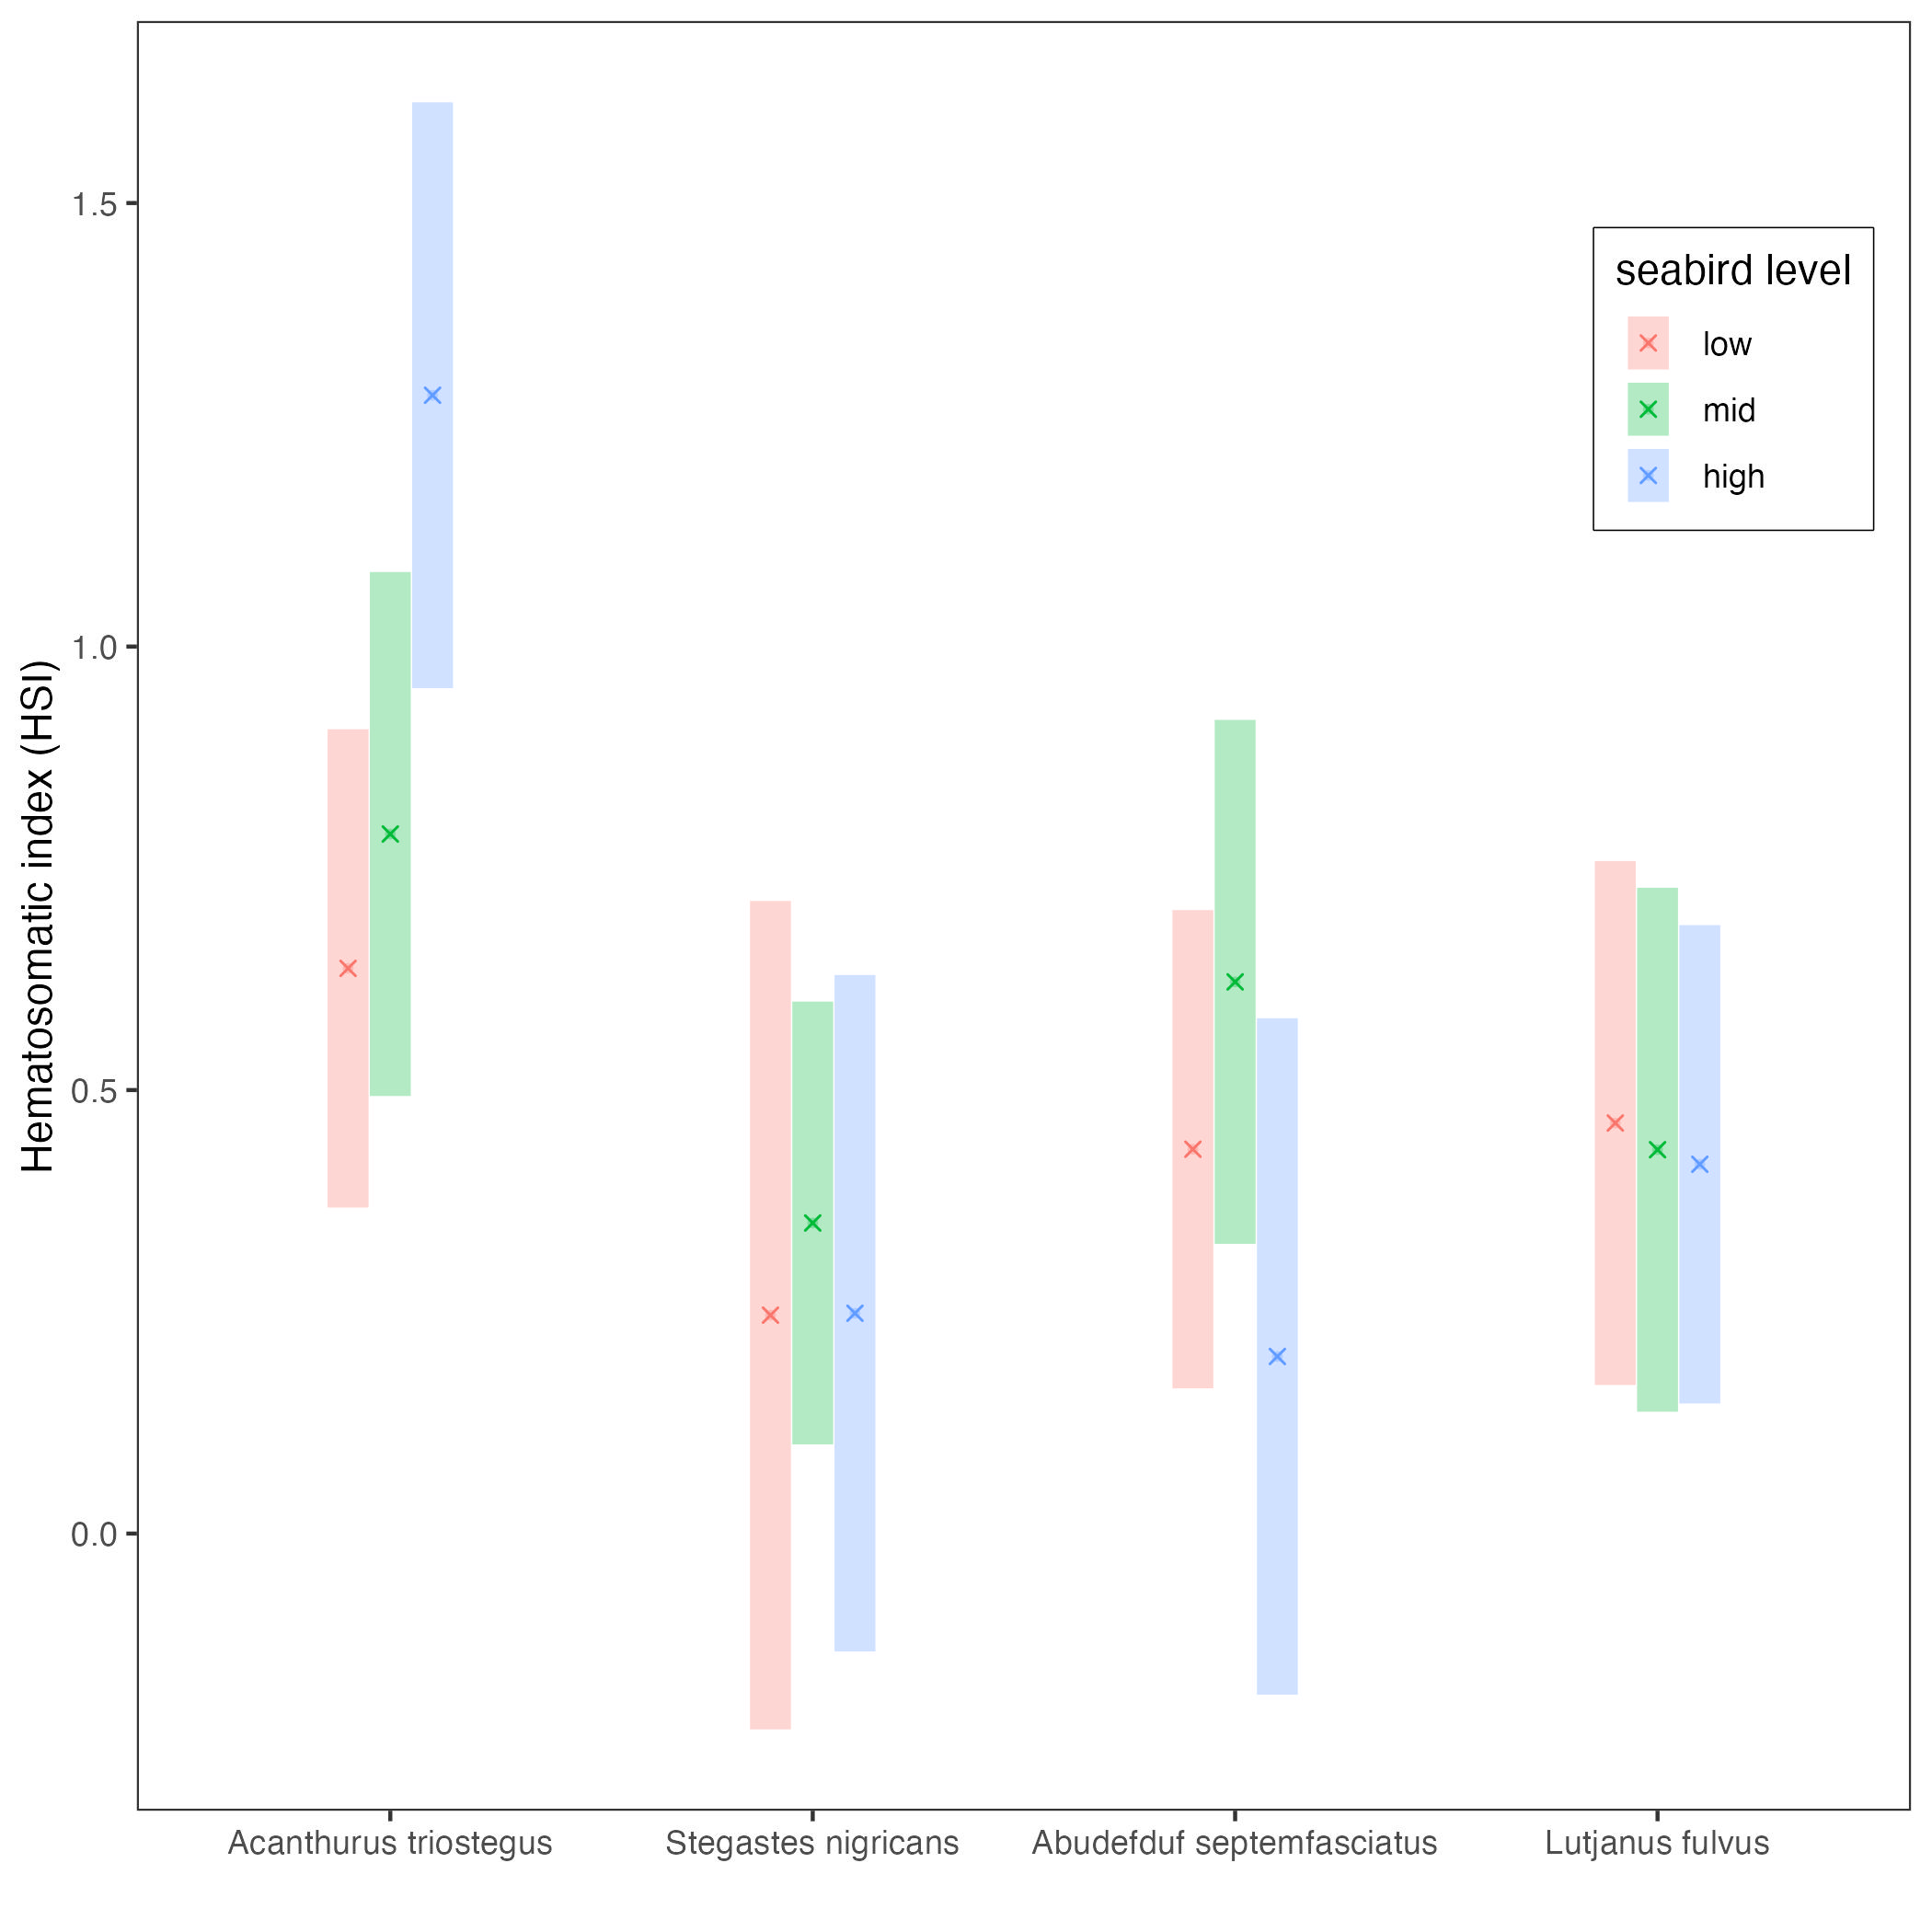 Hematosomatic index (HSI)
1.5
1.0
0.5
0.0
seabird level
low
mid
high
Acanthurus triostegus
Stegastes nigricans
Abudefduf septemfasciatus
Lutjanus fulvus